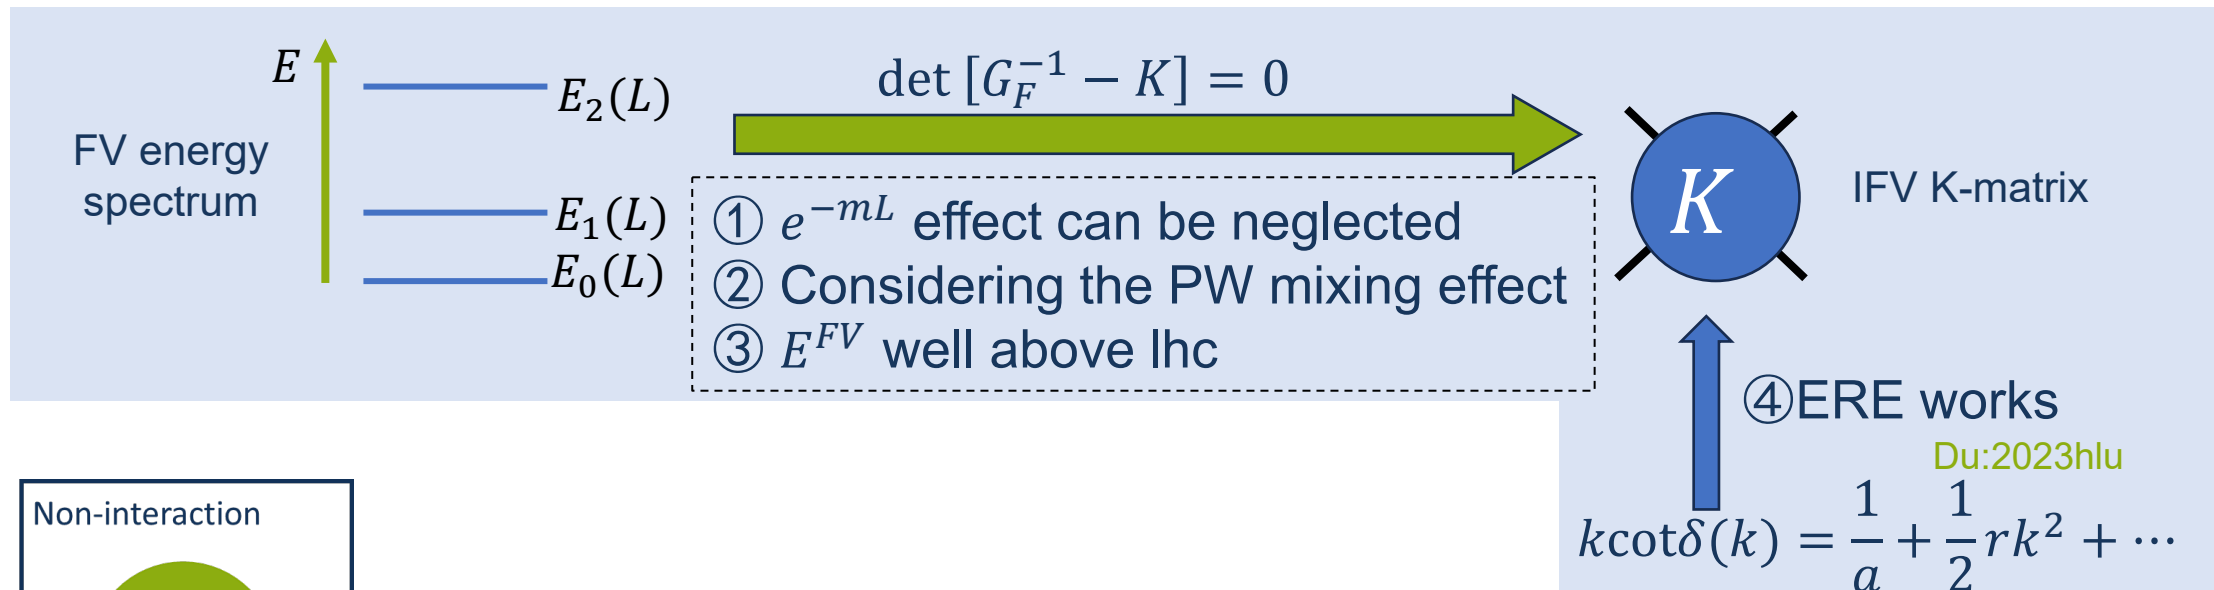 E
E₂(L)
FV energy
spectrum
E₁(L)
E₀(L)
det [G_F^{-1} − K] = 0
① e^{−mL} effect can be neglected
② Considering the PW mixing effect
③ E^{FV} well above lhc
K
IFV K-matrix
④ERE works
Du:2023hlu
kcotδ(k) = 1/a + 1/2 rk² + ⋯
Non-interaction